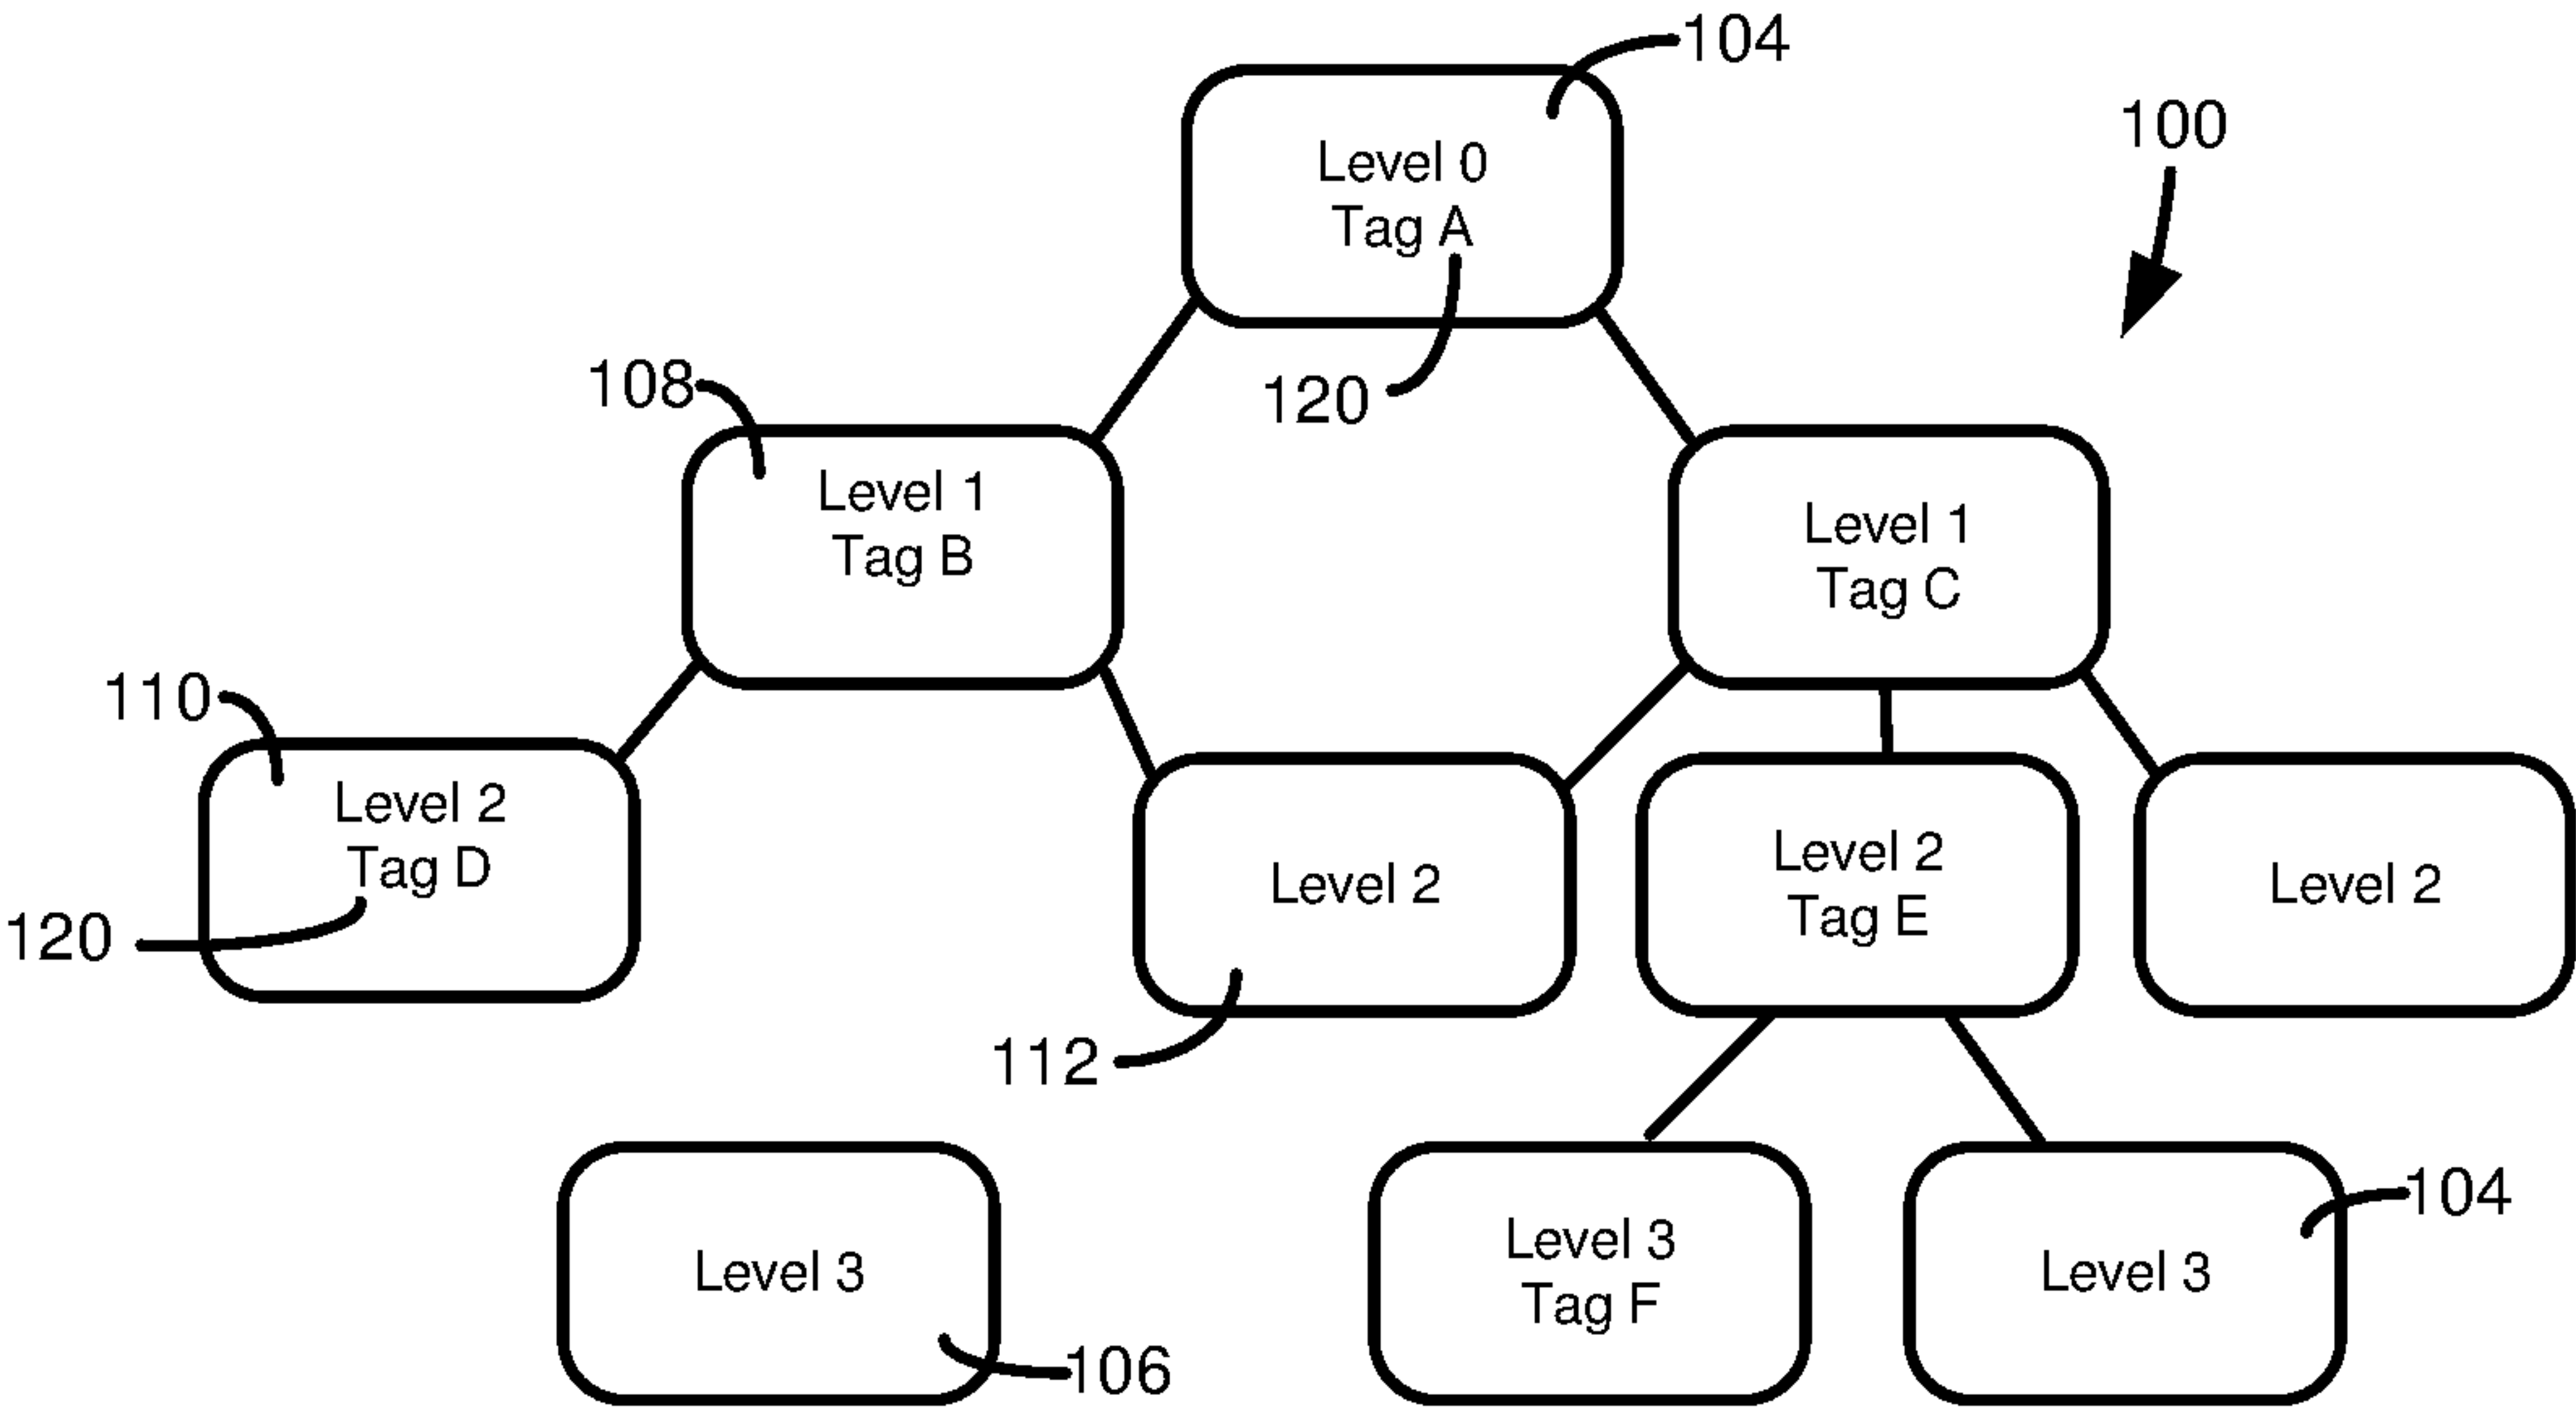 104
100
Level 0
Tag A
120
108
Level 1
Tag B
Level 1
Tag C
110
Level 2
Tag D
120
Level 2
112
Level 2
Tag E
Level 2
Level 3
106
Level 3
Tag F
Level 3
104